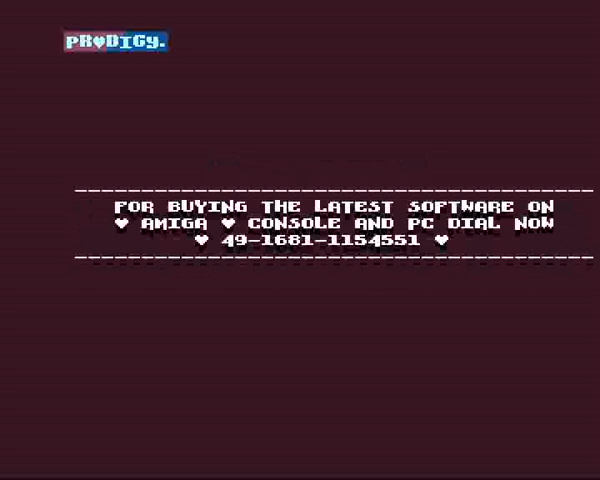 pR♥DIGy.
FOR BUYING THE LATEST SOFTWARE ON
♥ AMIGA ♥ CONSOLE AND PC DIAL NOW
♥ 49-1681-1154551 ♥